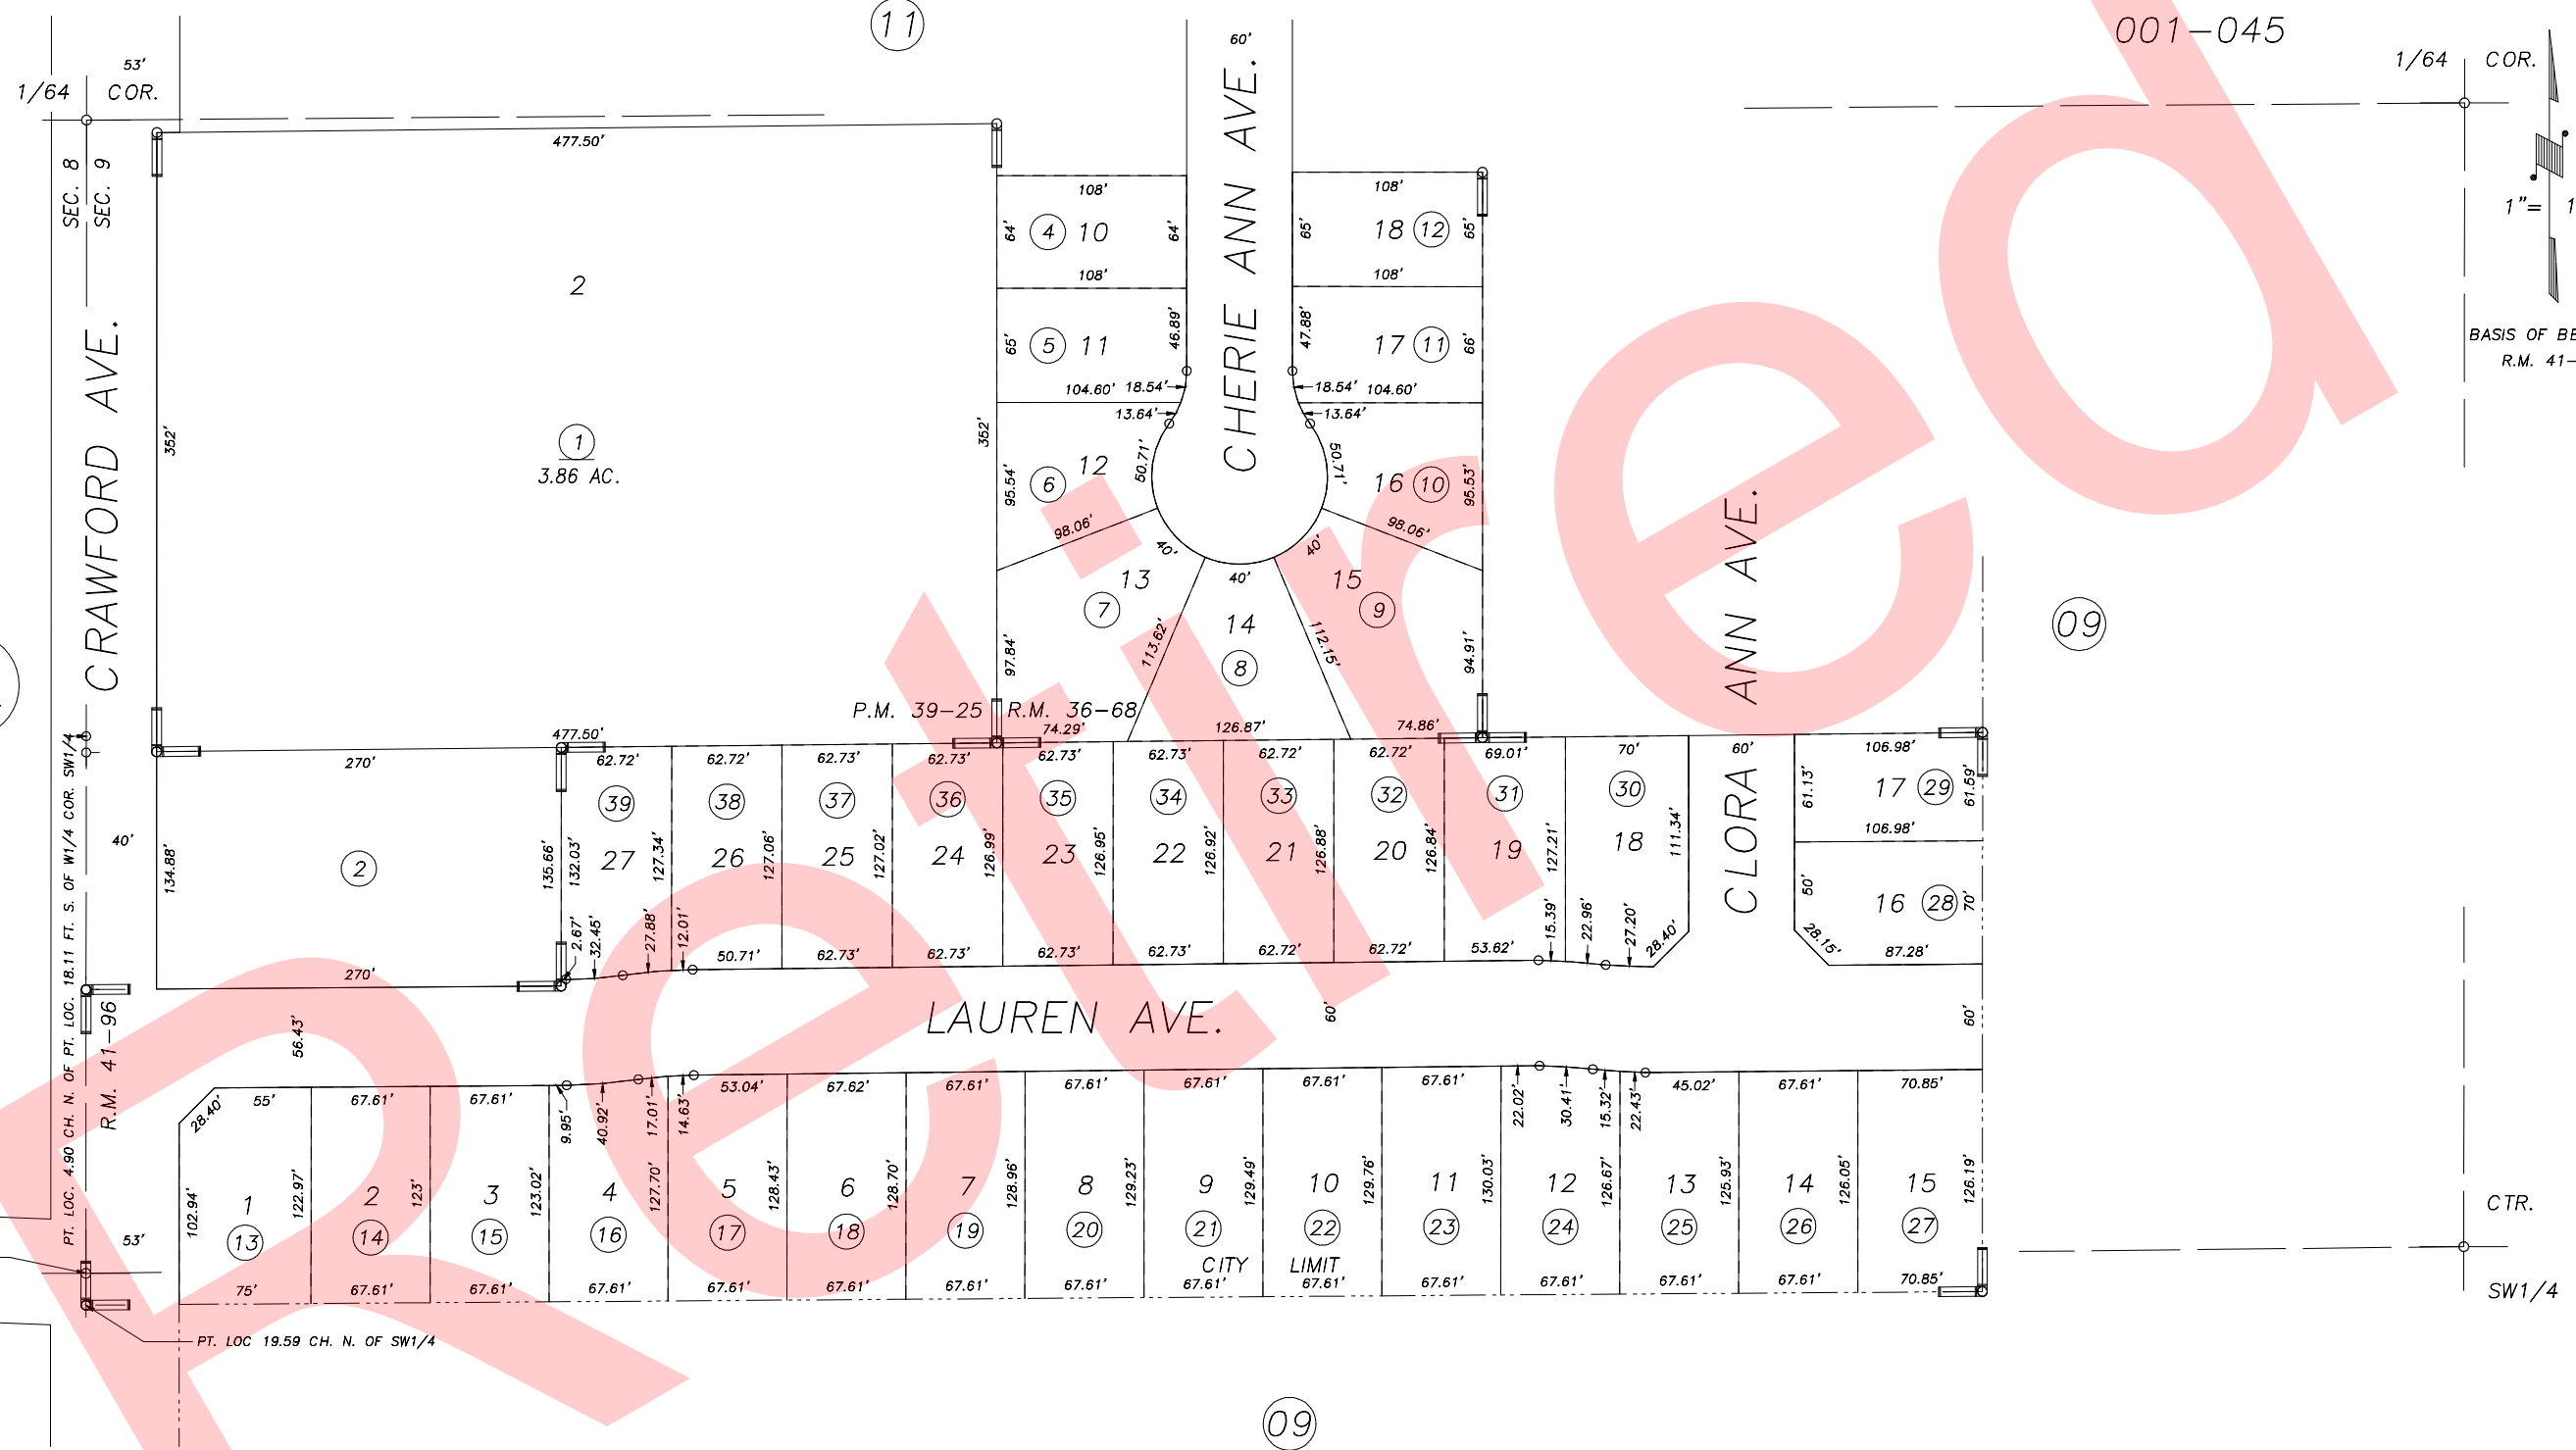 11
001-045
53'
1/64 COR.
60'
1/64 COR.
477.50'
SEC. 8
SEC. 9
CRAWFORD AVE.
CHERIE ANN AVE.
1"= 1
BASIS OF BE
R.M. 41-
2
1
3.86 AC.
352'
352'
108'
64' 4 10 64'
108'
65' 5 11 46.89'
104.60' 18.54'
13.64'
12
6
95.54'
50.71'
98.06'
40'
13
7
97.84'
113.62'
40'
14
8
108'
65' 18 12 65'
108'
47.88' 17 11 66'
18.54' 104.60'
13.64'
50.71'
16 10 95.53'
98.06'
40'
15
9
112.15'
94.91'
CLORA ANN AVE.
09
P.M. 39-25 R.M. 36-68
477.50' 74.29' 126.87' 74.86'
270' 62.72' 62.72' 62.73' 62.73' 62.73' 62.73' 62.72' 62.72' 69.01' 70' 60' 106.98'
39 38 37 36 35 34 33 32 31 30
61.13' 17 29 61.59'
106.98'
40'
134.88'
2
135.66'
132.03' 27 127.34' 26 127.06' 25 127.02' 24 126.99' 23 126.95' 22 126.92' 21 126.88' 20 126.84' 19 127.21' 18 111.34'
50' 16 28 70'
28.15' 87.28'
2.67' 32.45' 27.88' 12.01'
50.71' 62.73' 62.73' 62.73' 62.73' 62.72' 62.72' 53.62'
15.39' 22.96' 27.20' 28.40'
270'
PT. LOC. 4.90 CH. N. OF PT. LOC. 18.11 FT. S. OF W1/4 COR. SW1/4
R.M. 41-96
56.43'
LAUREN AVE.
60'
60'
28.40' 55' 67.61' 67.61'
9.95' 40.92' 17.01' 14.63'
53.04' 67.62' 67.61' 67.61' 67.61' 67.61' 67.61'
22.02' 30.41' 15.32' 22.43'
45.02' 67.61' 70.85'
102.94' 1 122.97' 2 123' 3 123.02' 4 127.70' 5 128.43' 6 128.70' 7 128.96' 8 129.23' 9 129.49' 10 129.76' 11 130.03' 12 126.67' 13 125.93' 14 126.05' 15 126.19'
13 14 15 16 17 18 19 20 21 22 23 24 25 26 27
53'
CITY LIMIT
75' 67.61' 67.61' 67.61' 67.61' 67.61' 67.61' 67.61' 67.61' 67.61' 67.61' 67.61' 67.61' 67.61' 70.85'
PT. LOC 19.59 CH. N. OF SW1/4
CTR.
SW1/4
09
Retired